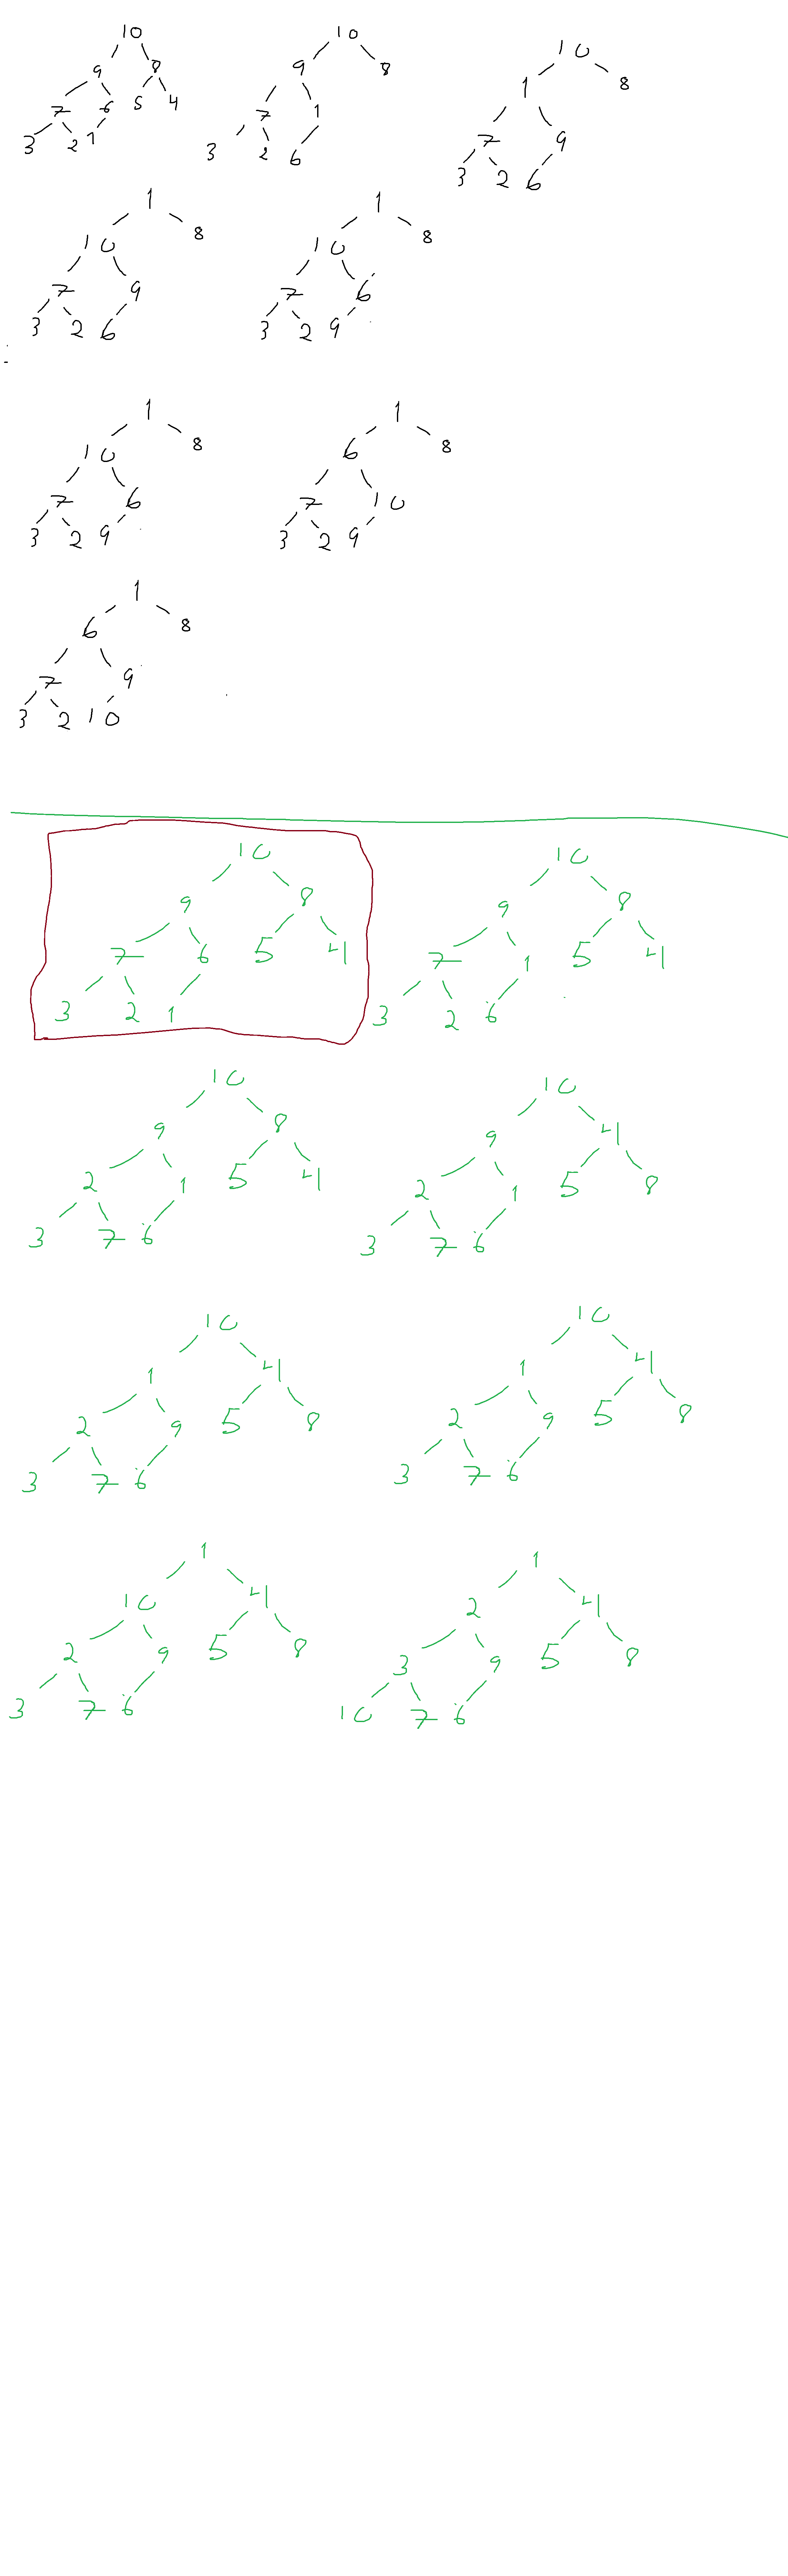 10 10 10
9 8 9 8 1 8
7 6 5 4 7 1 7 9
3 2 1 3 2 6 3 2 6
1 1
10 8 10 8
7 9 7 6
3 2 6 3 2 9
1 1
10 8 6 8
7 6 7 10
3 2 9 3 2 9
1
6 8
7 9
3 2 10
10 10
9 8 9 8
7 6 5 4 7 1 5 4
3 2 1 3 2 6
10 10
9 8 9 4
2 1 5 4 2 1 5 8
3 7 6 3 7 6
10 10
1 4 1 4
2 9 5 8 2 9 5 8
3 7 6 3 7 6
1 1
10 4 2 4
2 9 5 8 3 9 5 8
3 7 6 10 7 6